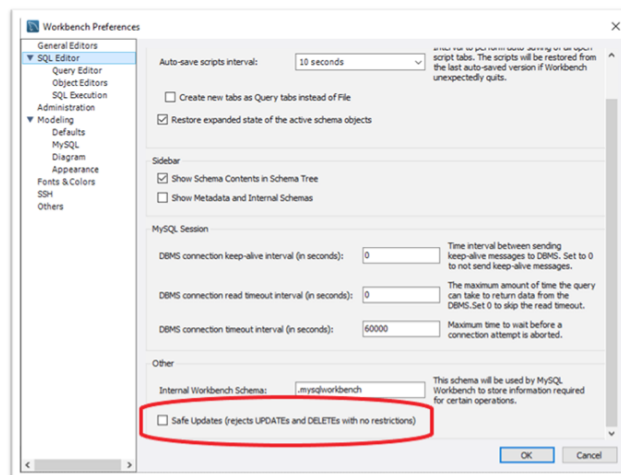 Workbench Preferences
General Editors
SQL Editor
Query Editor
Object Editors
SQL Execution
Administration
Modeling
Defaults
MySQL
Diagram
Appearance
Fonts & Colors
SSH
Others
Interval to perform auto-saving of all open
script tabs. The scripts will be restored from
the last auto-saved version if Workbench
unexpectedly quits.
Auto-save scripts interval:
10 seconds
Create new tabs as Query tabs instead of File
Restore expanded state of the active schema objects
Sidebar
Show Schema Contents in Schema Tree
Show Metadata and Internal Schemas
MySQL Session
DBMS connection keep-alive interval (in seconds):
0
Time interval between sending
keep-alive messages to DBMS. Set to 0
to not send keep-alive messages.
DBMS connection read timeout interval (in seconds):
0
The maximum amount of time the query
can take to return data from the
DBMS.Set 0 to skip the read timeout.
DBMS connection timeout interval (in seconds):
60000
Maximum time to wait before a
connection attempt is aborted.
Other
Internal Workbench Schema:
.mysqlworkbench
This schema will be used by MySQL
Workbench to store information required
for certain operations.
Safe Updates (rejects UPDATEs and DELETEs with no restrictions)
OK
Cancel